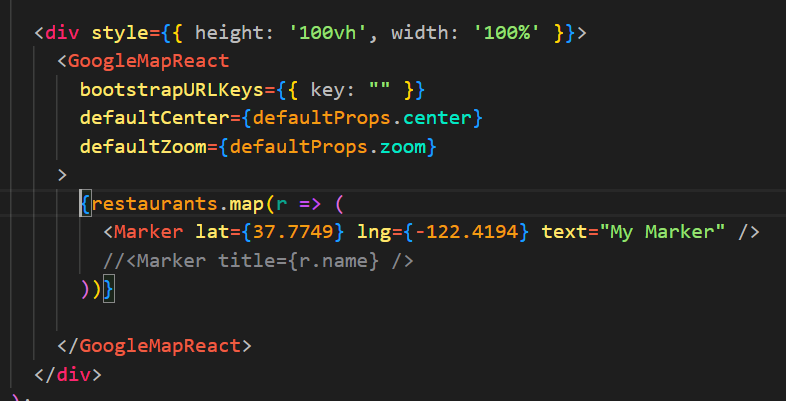 <div style={{ height: '100vh', width: '100%' }}>
<GoogleMapReact
bootstrapURLKeys={{ key: "" }}
defaultCenter={defaultProps.center}
defaultZoom={defaultProps.zoom}
>
{restaurants.map(r => (
<Marker lat={37.7749} lng={-122.4194} text="My Marker" />
//<Marker title={r.name} />
))}
</GoogleMapReact>
</div>
);